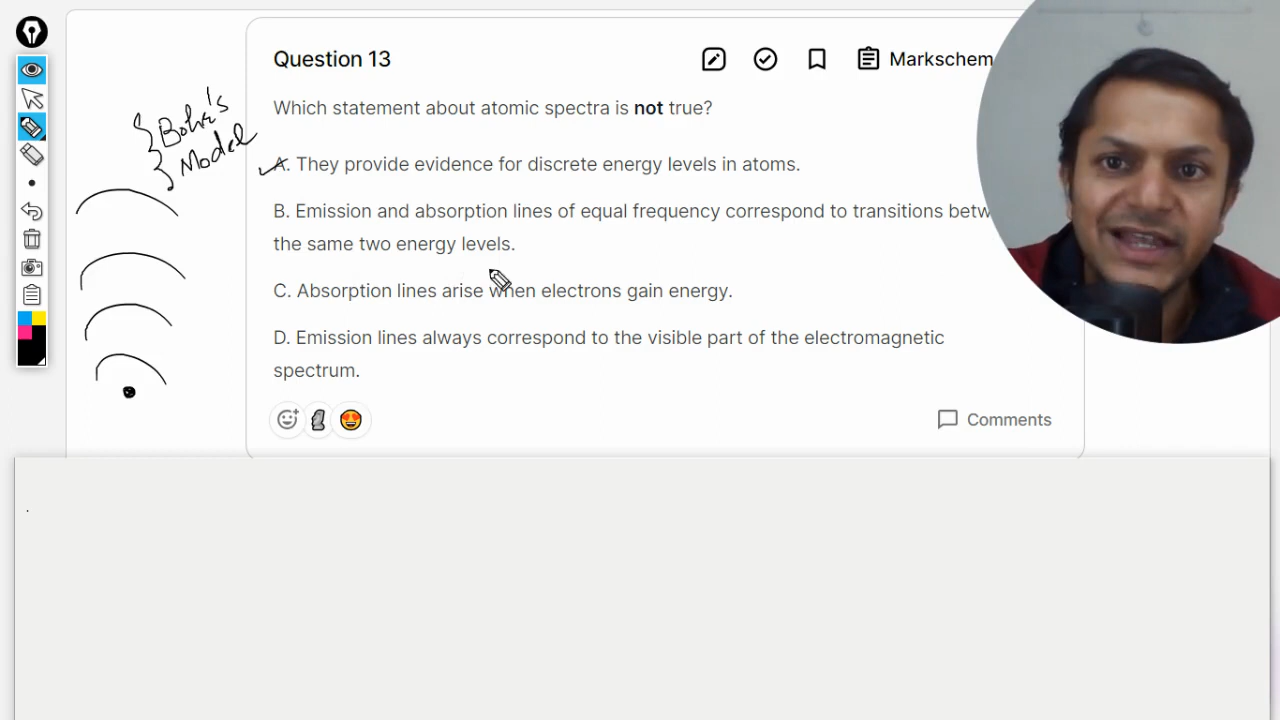 Question 13
Markschem
Which statement about atomic spectra is not true?
Bohr's
Model
A. They provide evidence for discrete energy levels in atoms.
B. Emission and absorption lines of equal frequency correspond to transitions betw
the same two energy levels.
C. Absorption lines arise when electrons gain energy.
D. Emission lines always correspond to the visible part of the electromagnetic
spectrum.
Comments